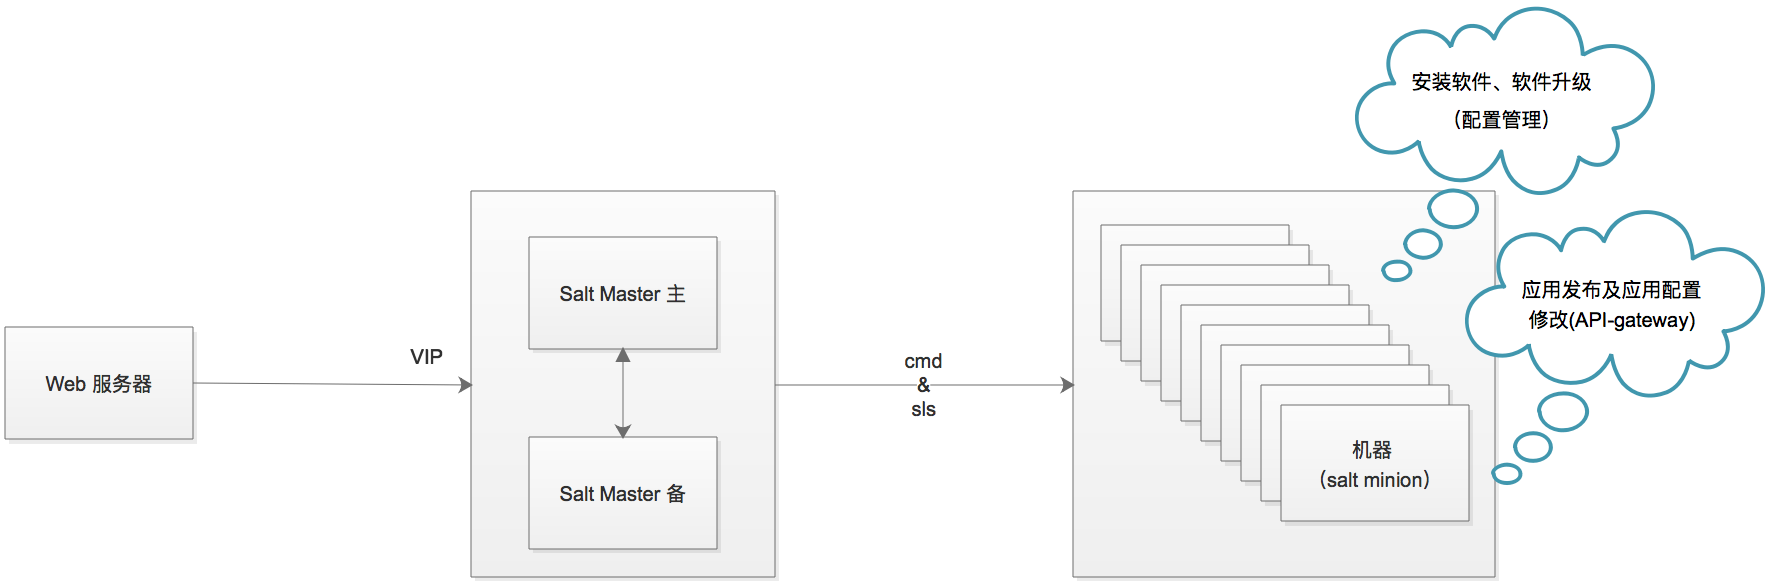 安装软件、软件升级
（配置管理）
应用发布及应用配置
修改(API-gateway)
Salt Master 主
VIP
Web 服务器
cmd
&
sls
Salt Master 备
机器
（salt minion）